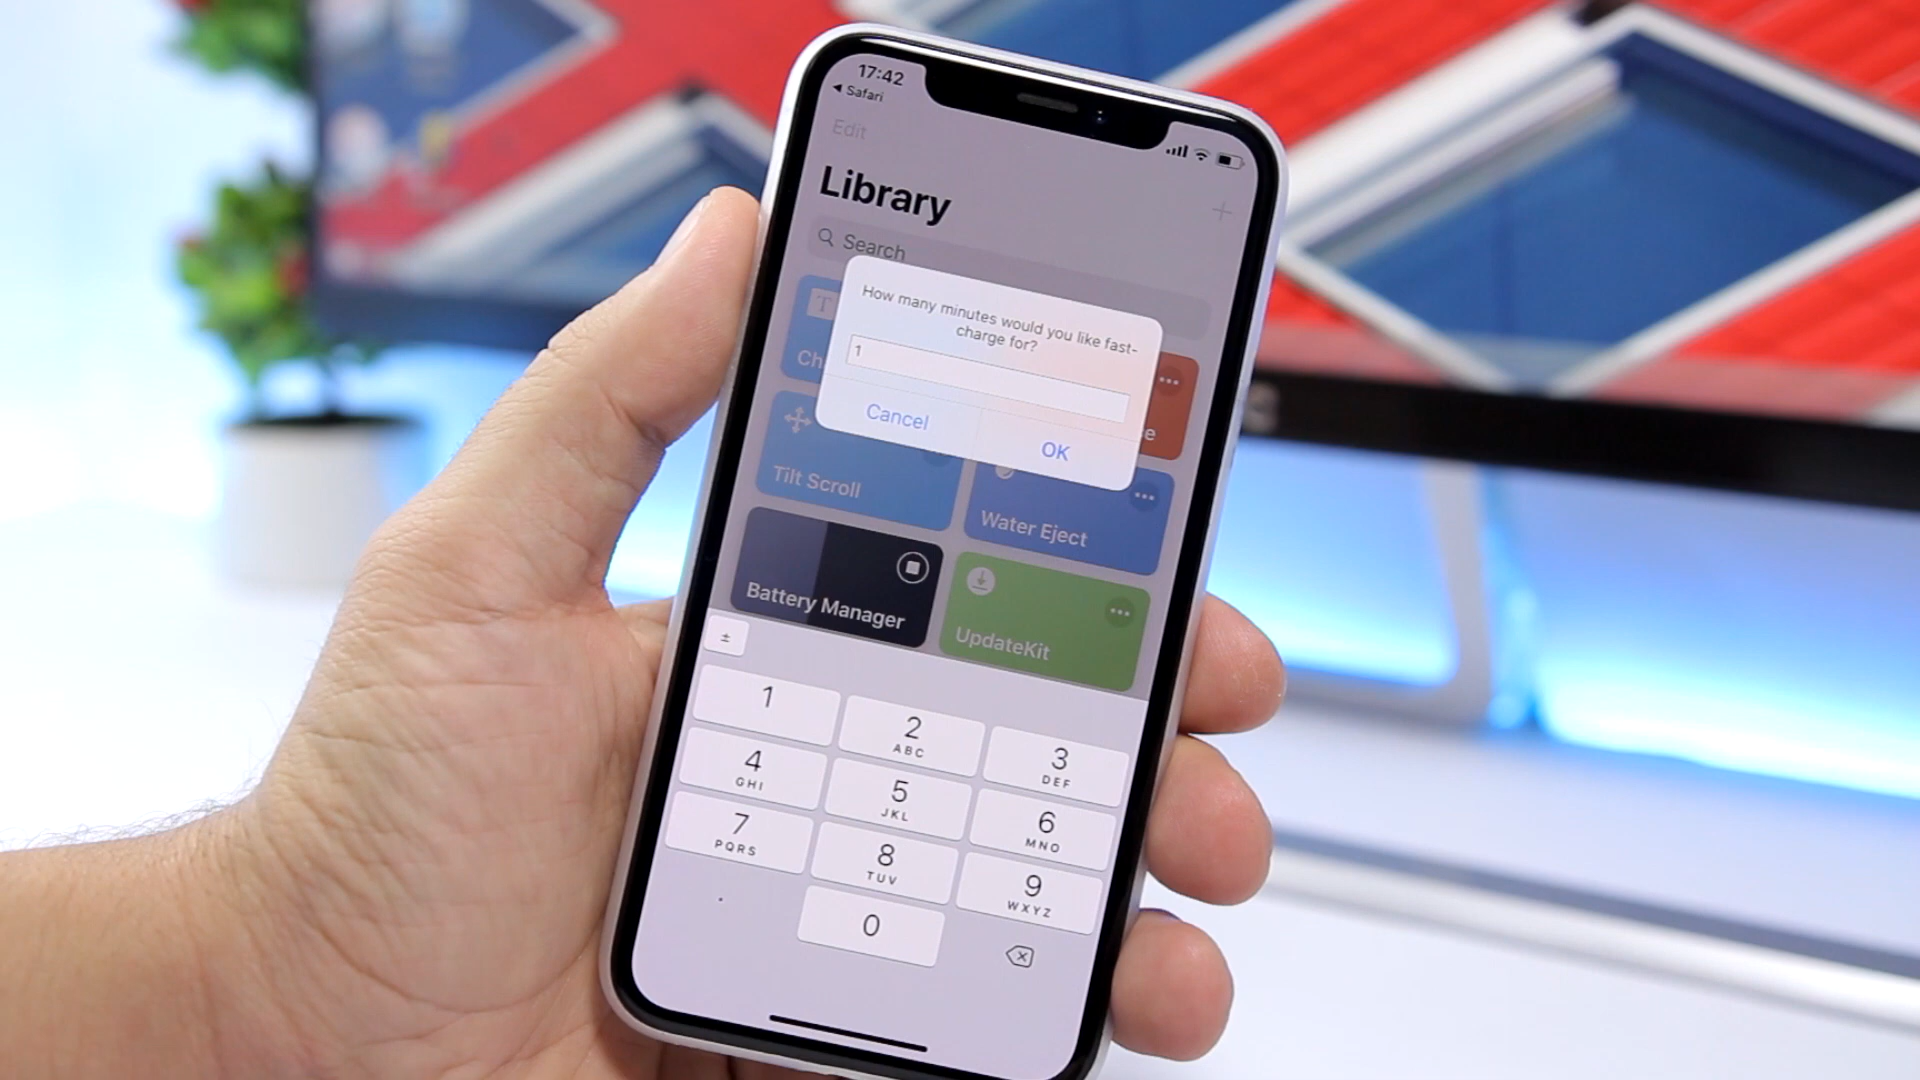 17:42
◀ Safari
Edit
Library
Search
How many minutes would you like fast-
charge for?
1
Cancel
OK
T
Ch
ce
Tilt Scroll
Water Eject
Battery Manager
UpdateKit
±
1
2
ABC
3
DEF
4
GHI
5
JKL
6
MNO
7
PQRS
8
TUV
9
WXYZ
.
0